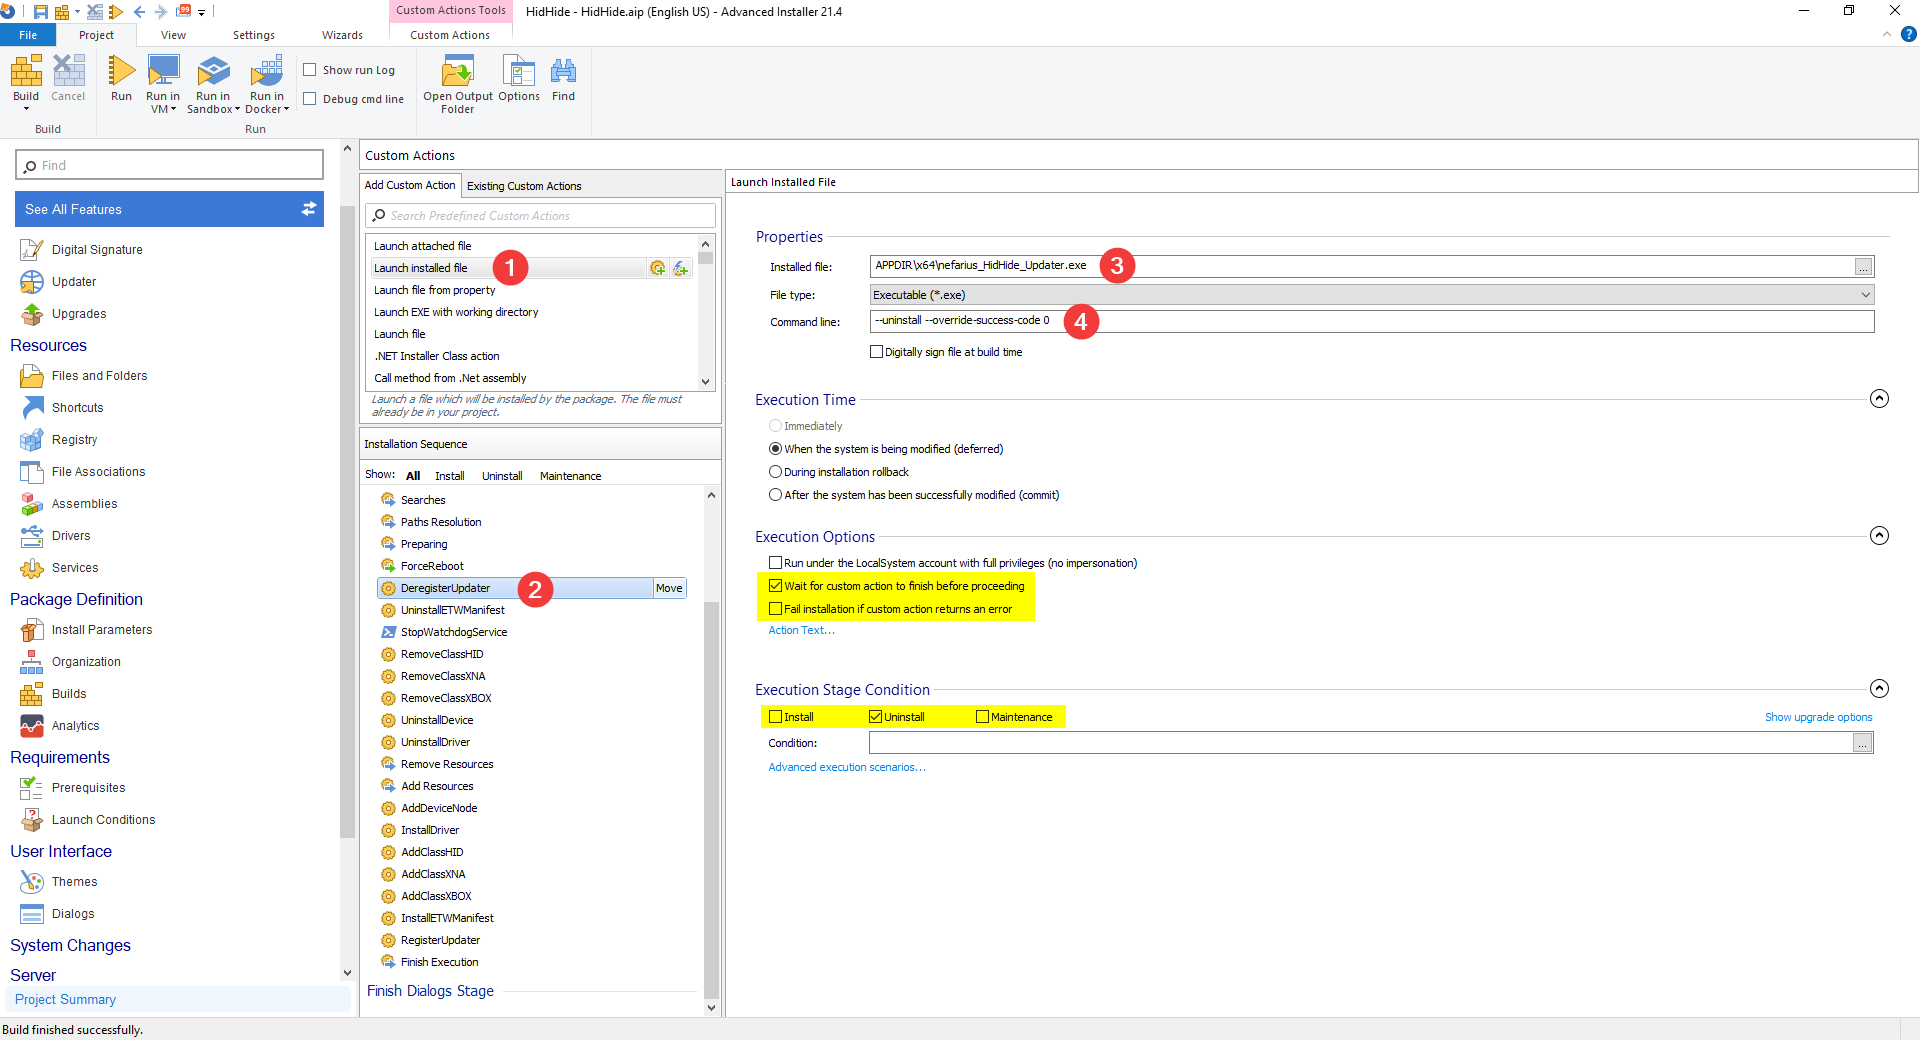 99
Custom Actions Tools
HidHide - HidHide.aip (English US) - Advanced Installer 21.4
File
Project
View
Settings
Wizards
Custom Actions
?
Build
Cancel
Run
Run in VM
Run in Sandbox
Run in Docker
Show run Log
Debug cmd line
Open Output Folder
Options
Find
Build
Run
Find
See All Features
Digital Signature
Updater
Upgrades
Resources
Files and Folders
Shortcuts
Registry
File Associations
Assemblies
Drivers
Services
Package Definition
Install Parameters
Organization
Builds
Analytics
Requirements
Prerequisites
Launch Conditions
User Interface
Themes
Dialogs
System Changes
Server
Project Summary
Custom Actions
Add Custom Action
Existing Custom Actions
Search Predefined Custom Actions
Launch attached file
Launch installed file
1
Launch file from property
Launch EXE with working directory
Launch file
.NET Installer Class action
Call method from .Net assembly
Launch a file which will be installed by the package. The file must
already be in your project.
Installation Sequence
Show: All Install Uninstall Maintenance
Searches
Paths Resolution
Preparing
ForceReboot
DeregisterUpdater
2
Move
UninstallETWManifest
StopWatchdogService
RemoveClassHID
RemoveClassXNA
RemoveClassXBOX
UninstallDevice
UninstallDriver
Remove Resources
Add Resources
AddDeviceNode
InstallDriver
AddClassHID
AddClassXNA
AddClassXBOX
InstallETWManifest
RegisterUpdater
Finish Execution
Finish Dialogs Stage
Launch Installed File
Properties
Installed file: APPDIR\x64\nefarius_HidHide_Updater.exe
3
...
File type: Executable (*.exe)
Command line: --uninstall --override-success-code 0
4
Digitally sign file at build time
Execution Time
Immediately
When the system is being modified (deferred)
During installation rollback
After the system has been successfully modified (commit)
Execution Options
Run under the LocalSystem account with full privileges (no impersonation)
Wait for custom action to finish before proceeding
Fail installation if custom action returns an error
Action Text...
Execution Stage Condition
Install
Uninstall
Maintenance
Show upgrade options
Condition:
...
Advanced execution scenarios...
Build finished successfully.